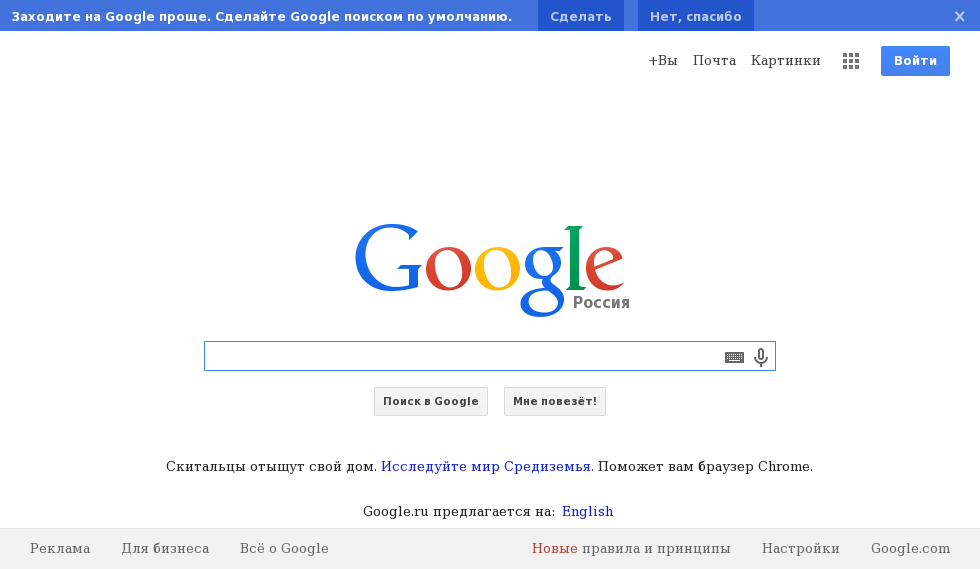 Заходите на Google проще. Сделайте Google поиском по умолчанию. Сделать Нет, спасибо ×
+Вы Почта Картинки Войти
Google
Россия
Поиск в Google Мне повезёт!
Скитальцы отыщут свой дом. Исследуйте мир Средиземья. Поможет вам браузер Chrome.
Google.ru предлагается на: English
Реклама Для бизнеса Всё о Google Новые правила и принципы Настройки Google.com